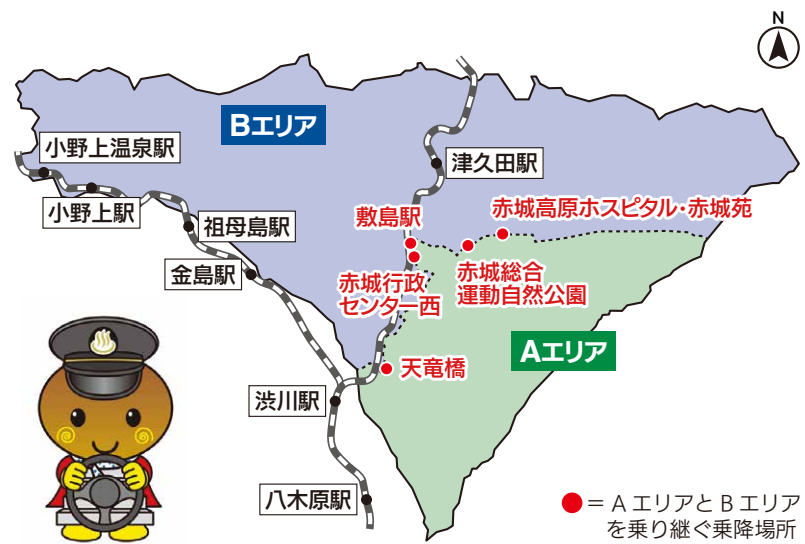 N
Bエリア
小野上温泉駅
津久田駅
小野上駅
敷島駅
赤城高原ホスピタル・赤城苑
祖母島駅
金島駅
赤城行政
センター西
赤城総合
運動自然公園
Aエリア
天竜橋
渋川駅
八木原駅
= A エリアと B エリア
を乗り継ぐ乗降場所